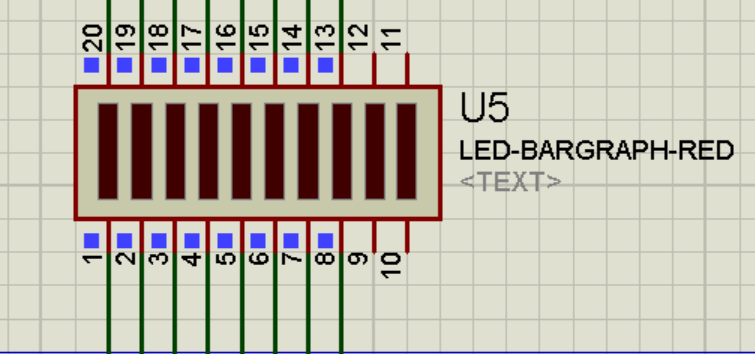 20 19 18 17 16 15 14 13 12 11
U5
LED-BARGRAPH-RED
<TEXT>
1 2 3 4 5 6 7 8 9 10